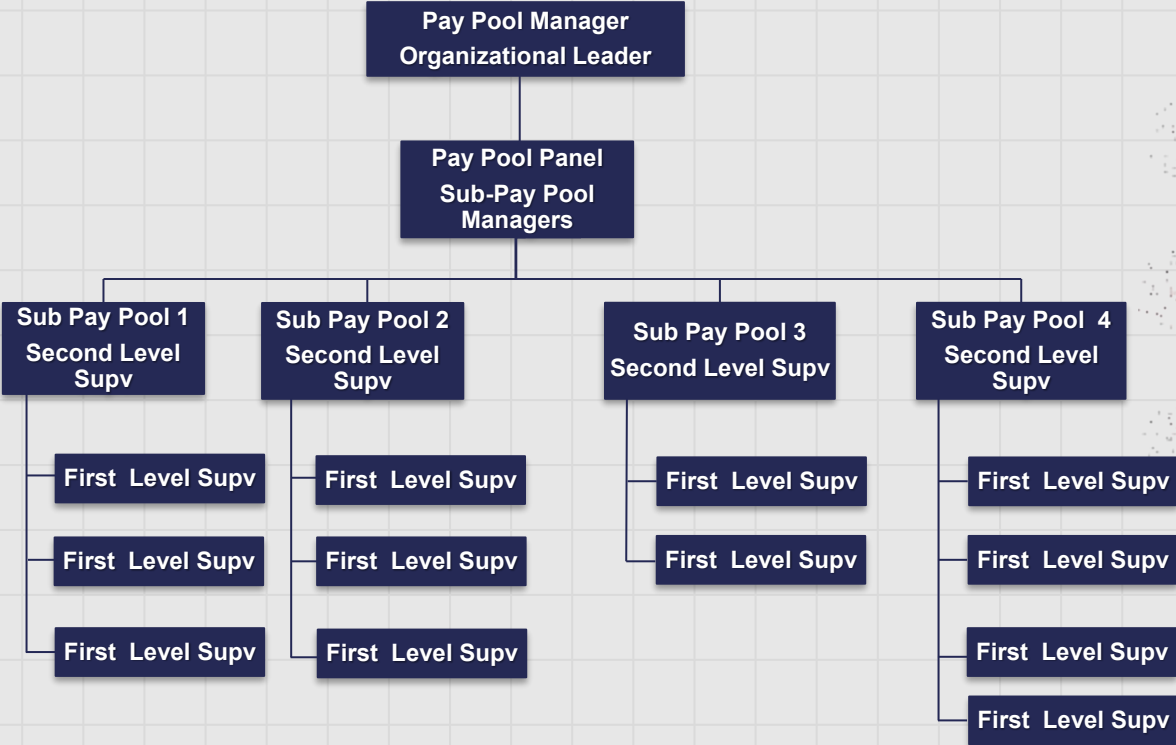 Pay Pool Manager
Organizational Leader
Pay Pool Panel
Sub-Pay Pool
Managers
Sub Pay Pool 1
Second Level
Supv
First Level Supv
First Level Supv
First Level Supv
Sub Pay Pool 2
Second Level
Supv
First Level Supv
First Level Supv
First Level Supv
Sub Pay Pool 3
Second Level Supv
First Level Supv
First Level Supv
Sub Pay Pool 4
Second Level
Supv
First Level Supv
First Level Supv
First Level Supv
First Level Supv